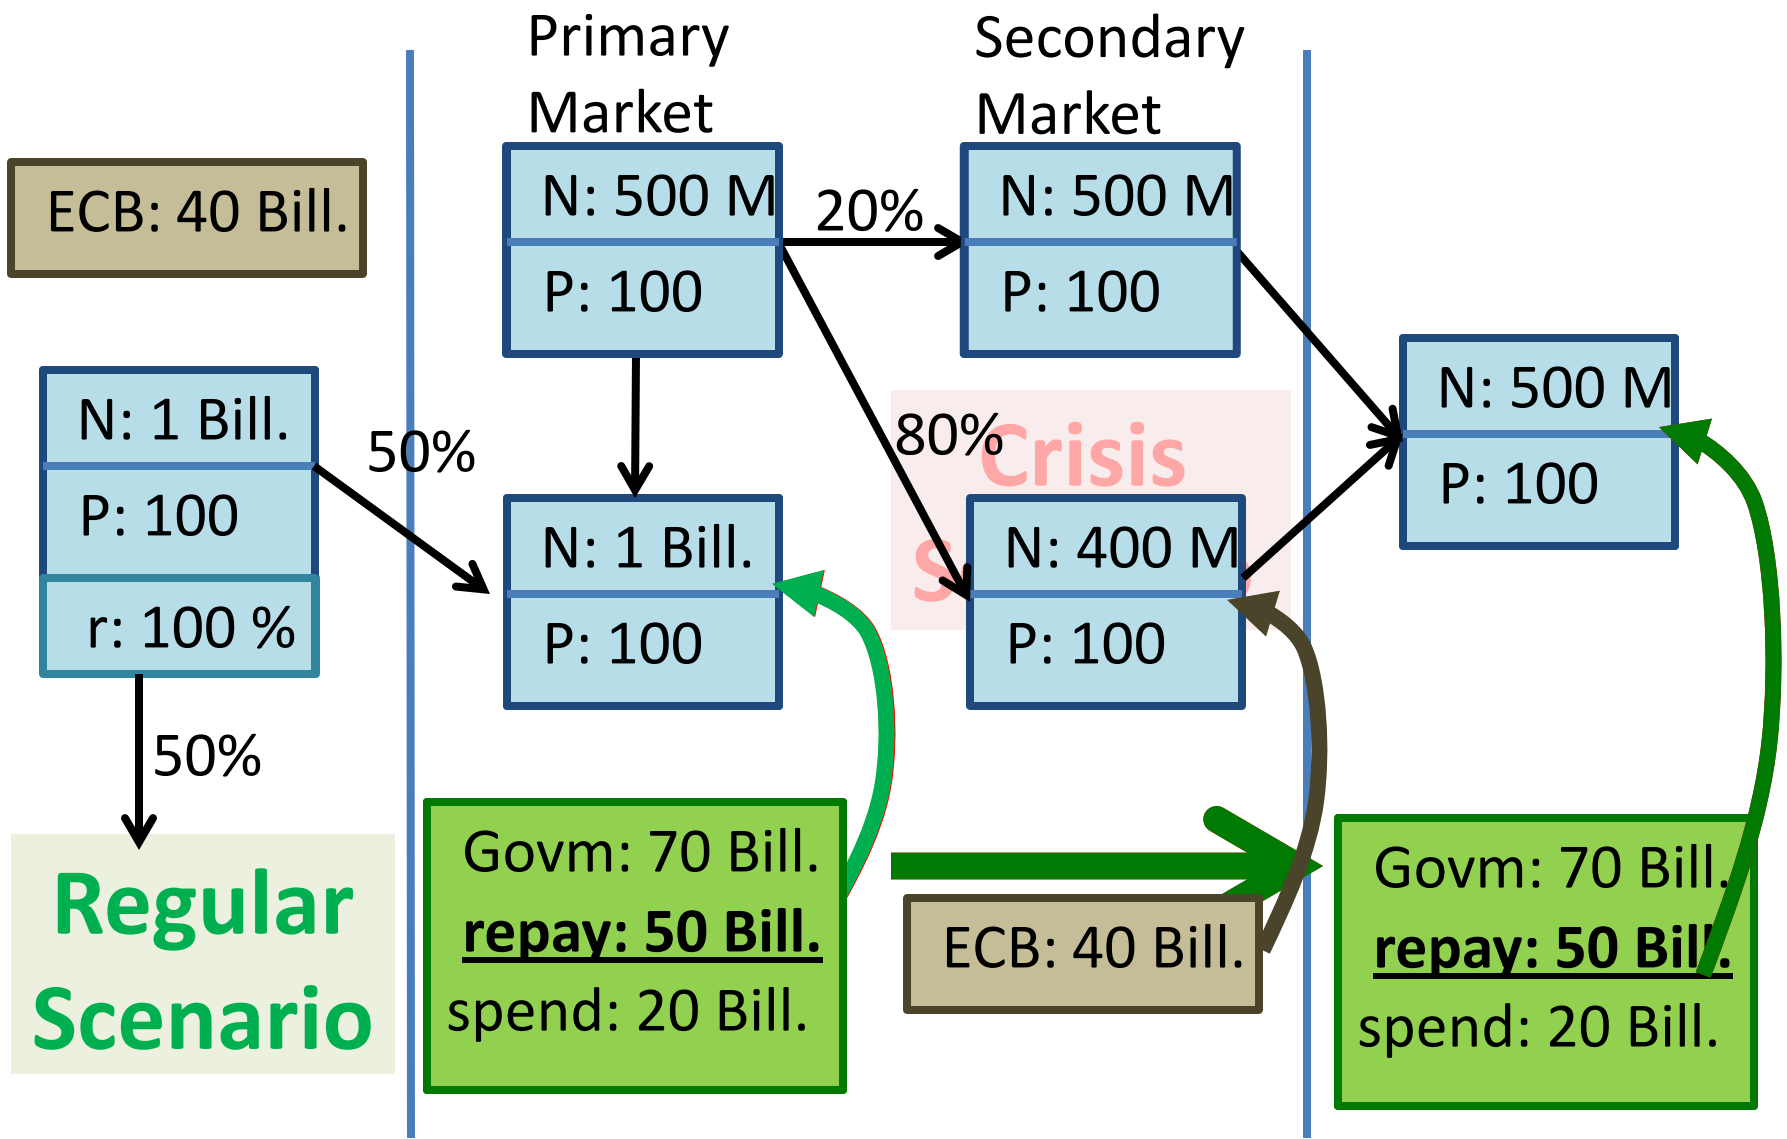 Primary
Market
Secondary
Market
ECB: 40 Bill.
N: 1 Bill.
P: 100
r: 100 %
50%
50%
Regular
Scenario
N: 500 M
P: 100
20%
80%
N: 1 Bill.
P: 100
Govm: 70 Bill.
repay: 50 Bill.
spend: 20 Bill.
N: 500 M
P: 100
Crisis
N: 400 M
P: 100
ECB: 40 Bill.
N: 500 M
P: 100
Govm: 70 Bill.
repay: 50 Bill.
spend: 20 Bill.